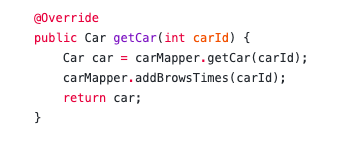 @Override
public Car getCar(int carId) {
    Car car = carMapper.getCar(carId);
    carMapper.addBrowsTimes(carId);
    return car;
}